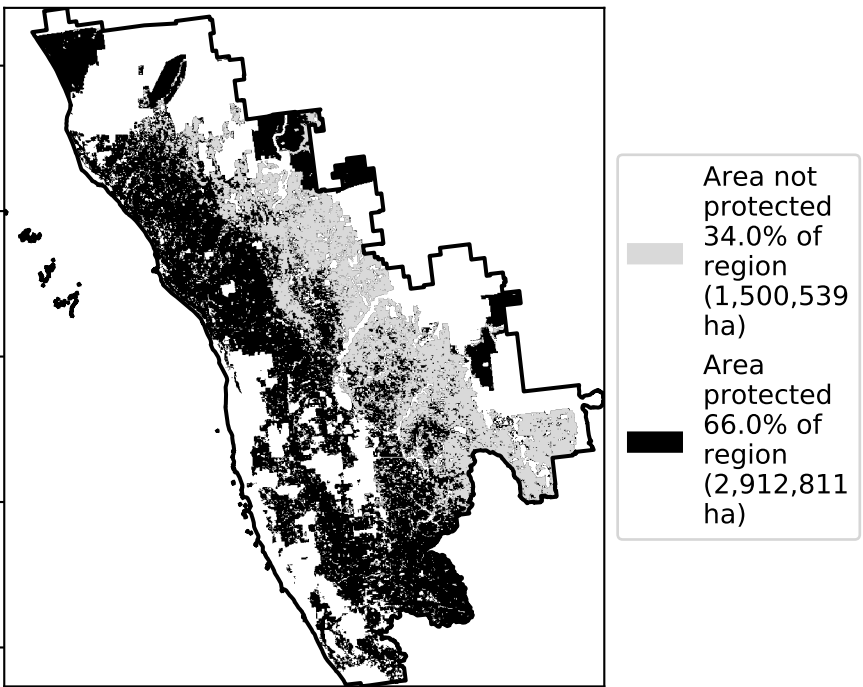 Area not
protected
34.0% of
region
(1,500,539
ha)
Area
protected
66.0% of
region
(2,912,811
ha)